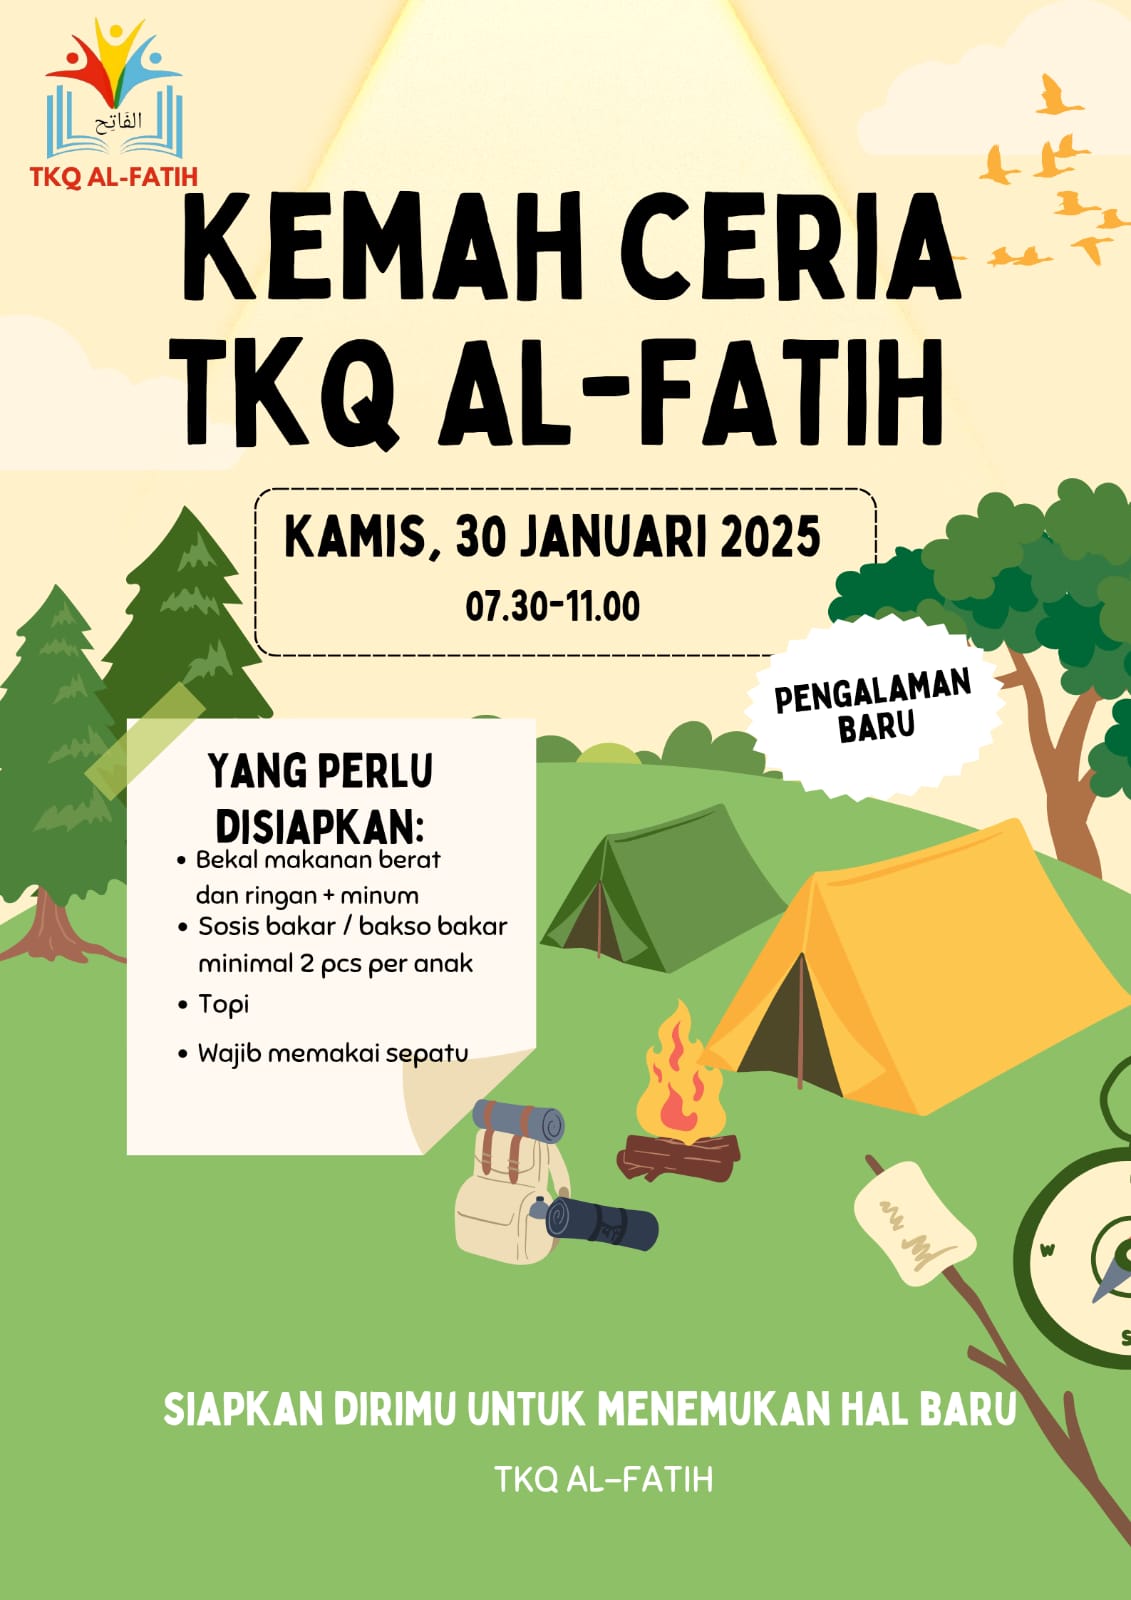 الفَاتِح
TKQ AL-FATIH
KEMAH CERIA
TKQ AL-FATIH
KAMIS, 30 JANUARI 2025
07.30-11.00
PENGALAMAN
BARU
YANG PERLU
DISIAPKAN:
• Bekal makanan berat
dan ringan + minum
• Sosis bakar / bakso bakar
minimal 2 pcs per anak
• Topi
• Wajib memakai sepatu
W
S
SIAPKAN DIRIMU UNTUK MENEMUKAN HAL BARU
TKQ AL-FATIH